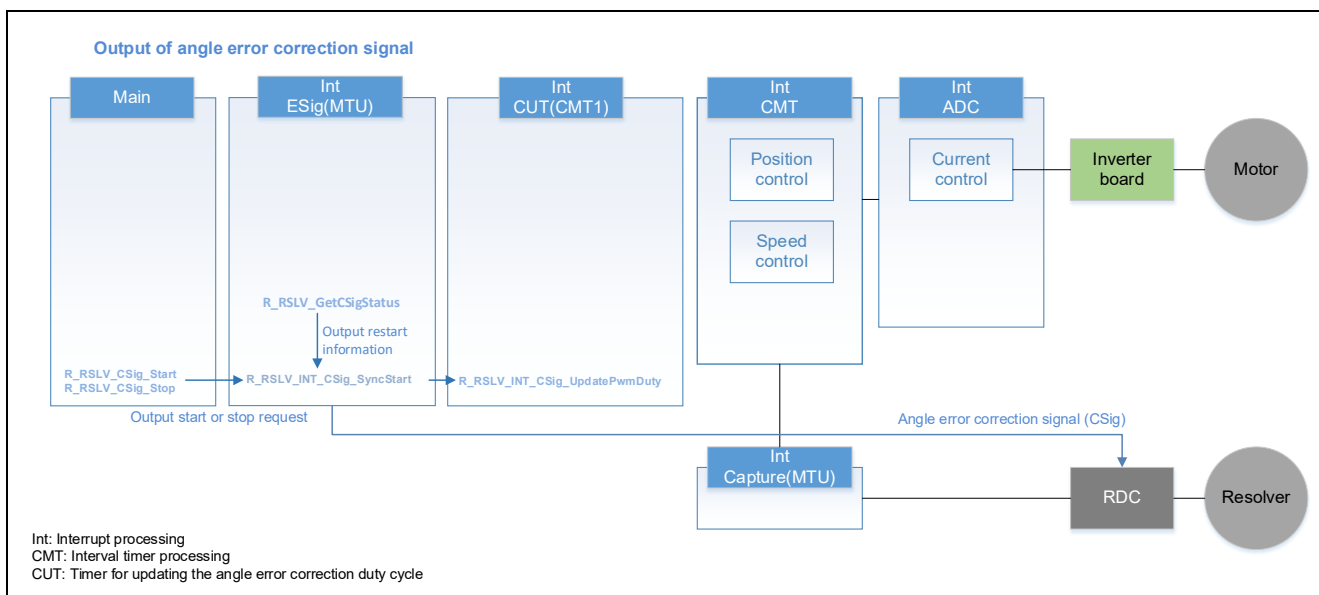 Output of angle error correction signal
Main
Int
ESig(MTU)
Int
CUT(CMT1)
Int
CMT
Int
ADC
Position
control
Current
control
Inverter
board
Motor
Speed
control
R_RSLV_GetCSigStatus
Output restart
information
R_RSLV_CSig_Start
R_RSLV_CSig_Stop
R_RSLV_INT_CSig_SyncStart
R_RSLV_INT_CSig_UpdatePwmDuty
Output start or stop request
Angle error correction signal (CSig)
Int
Capture(MTU)
RDC
Resolver
Int: Interrupt processing
CMT: Interval timer processing
CUT: Timer for updating the angle error correction duty cycle